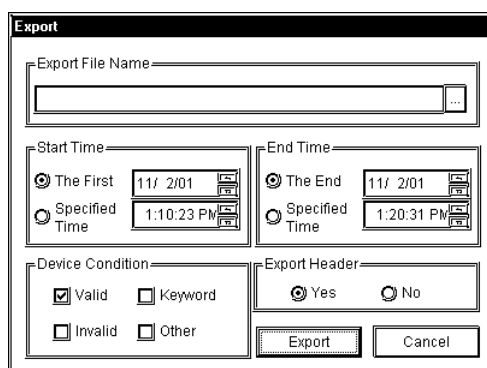 Export
Export File Name
...
Start Time
The First 11/ 2/01
Specified Time 1:10:23 PM
End Time
The End 11/ 2/01
Specified Time 1:20:31 PM
Device Condition
Valid Keyword
Invalid Other
Export Header
Yes No
Export Cancel